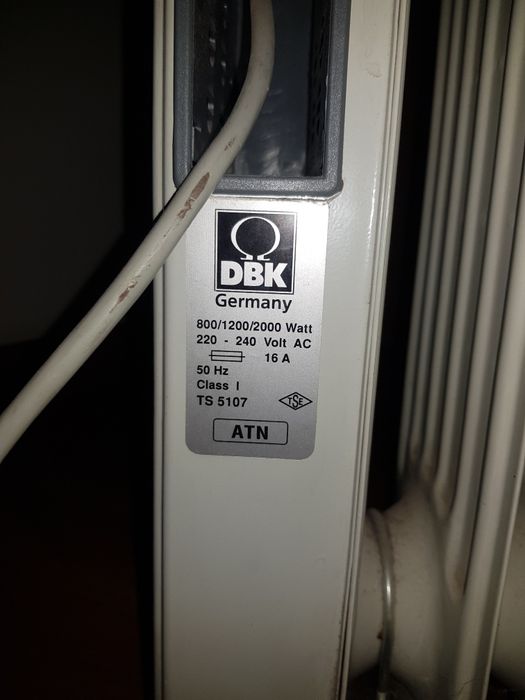 Ω
DBK
Germany
800/1200/2000 Watt
220 - 240 Volt AC
16 A
50 Hz
Class I
TS 5107
TSE
ATN